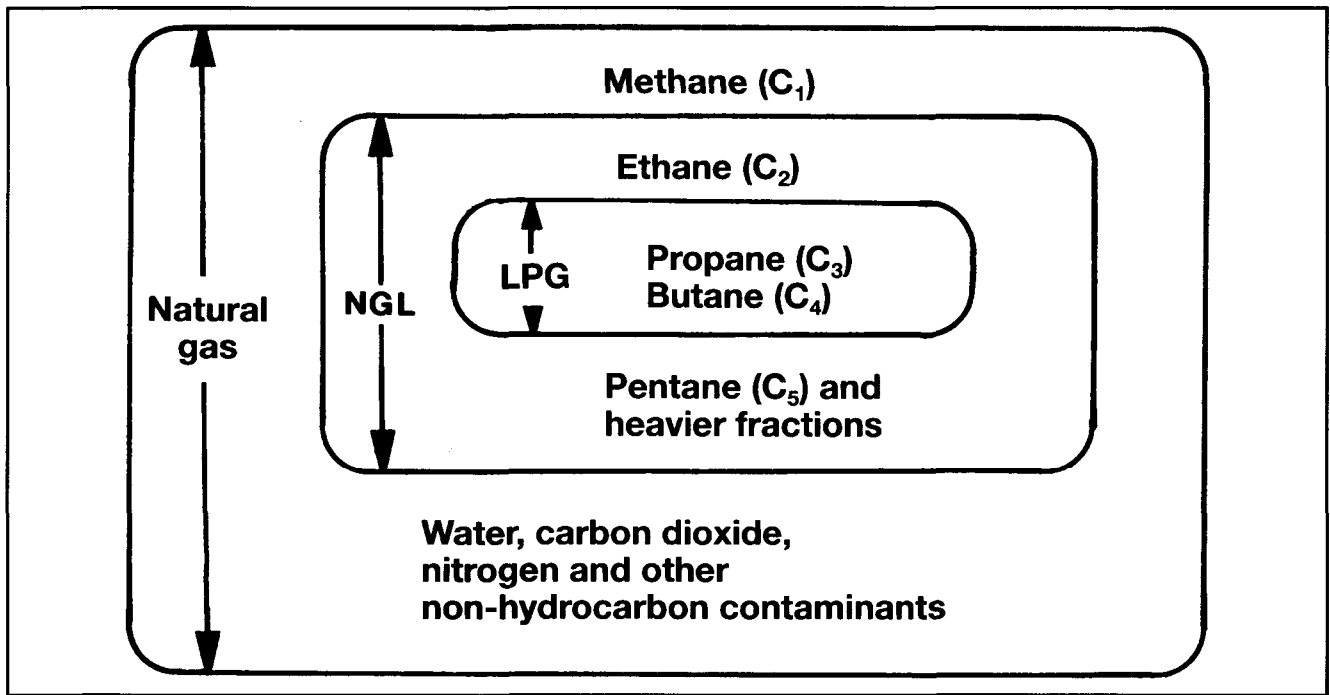 Methane (C₁)
Ethane (C₂)
LPG
Propane (C₃)
Butane (C₄)
NGL
Natural
gas
Pentane (C₅) and
heavier fractions
Water, carbon dioxide,
nitrogen and other
non-hydrocarbon contaminants